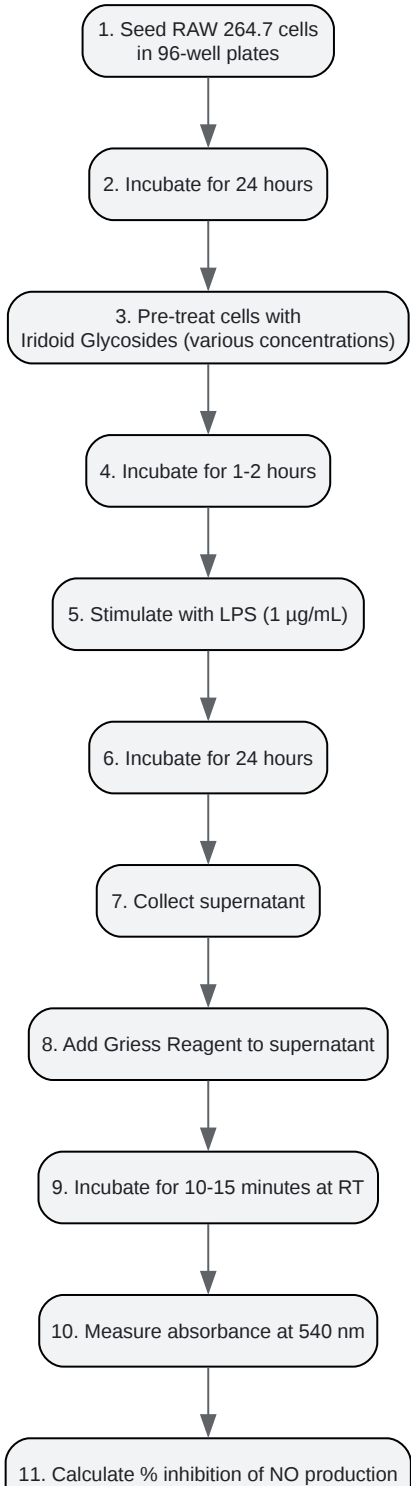 1. Seed RAW 264.7 cells
in 96-well plates
2. Incubate for 24 hours
3. Pre-treat cells with
Iridoid Glycosides (various concentrations)
4. Incubate for 1-2 hours
5. Stimulate with LPS (1 µg/mL)
6. Incubate for 24 hours
7. Collect supernatant
8. Add Griess Reagent to supernatant
9. Incubate for 10-15 minutes at RT
10. Measure absorbance at 540 nm
11. Calculate % inhibition of NO production